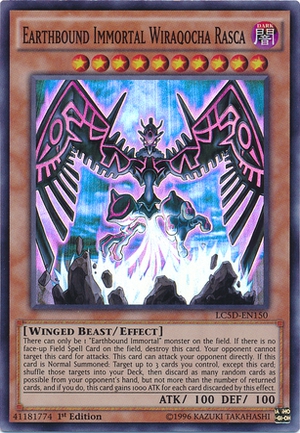 EARTHBOUND IMMORTAL WIRAQOCHA RASCA
DARK
闇
LC5D-EN150
[WINGED BEAST/EFFECT]
There can only be 1 "Earthbound Immortal" monster on the field. If there is no
face-up Field Spell Card on the field, destroy this card. Your opponent cannot
target this card for attacks. This card can attack your opponent directly. If this
card is Normal Summoned: Target up to 3 cards you control, except this card;
shuffle those targets into your Deck, then discard as many random cards as
possible from your opponent's hand, but not more than the number of returned
cards, and if you do, this card gains 1000 ATK for each card discarded by this effect.
ATK/ 100 DEF/ 100
41181774 1st Edition ©1996 KAZUKI TAKAHASHI